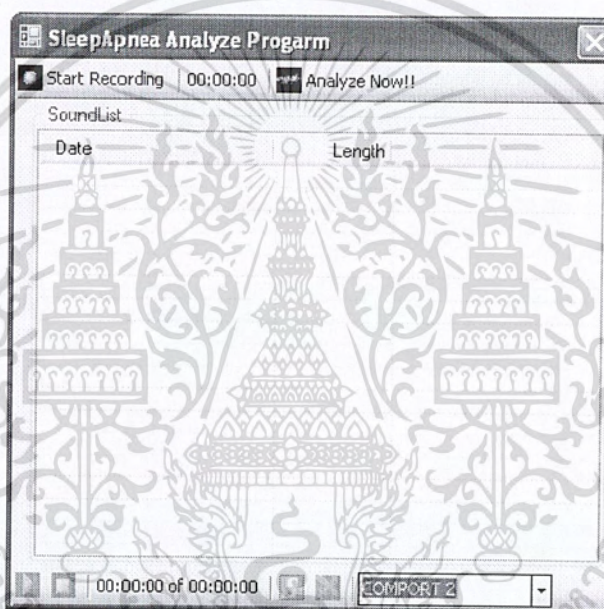 SleepApnea Analyze Progarm
Start Recording 00:00:00 Analyze Now!!
SoundList
Date Length
00:00:00 of 00:00:00 COMPORT 2